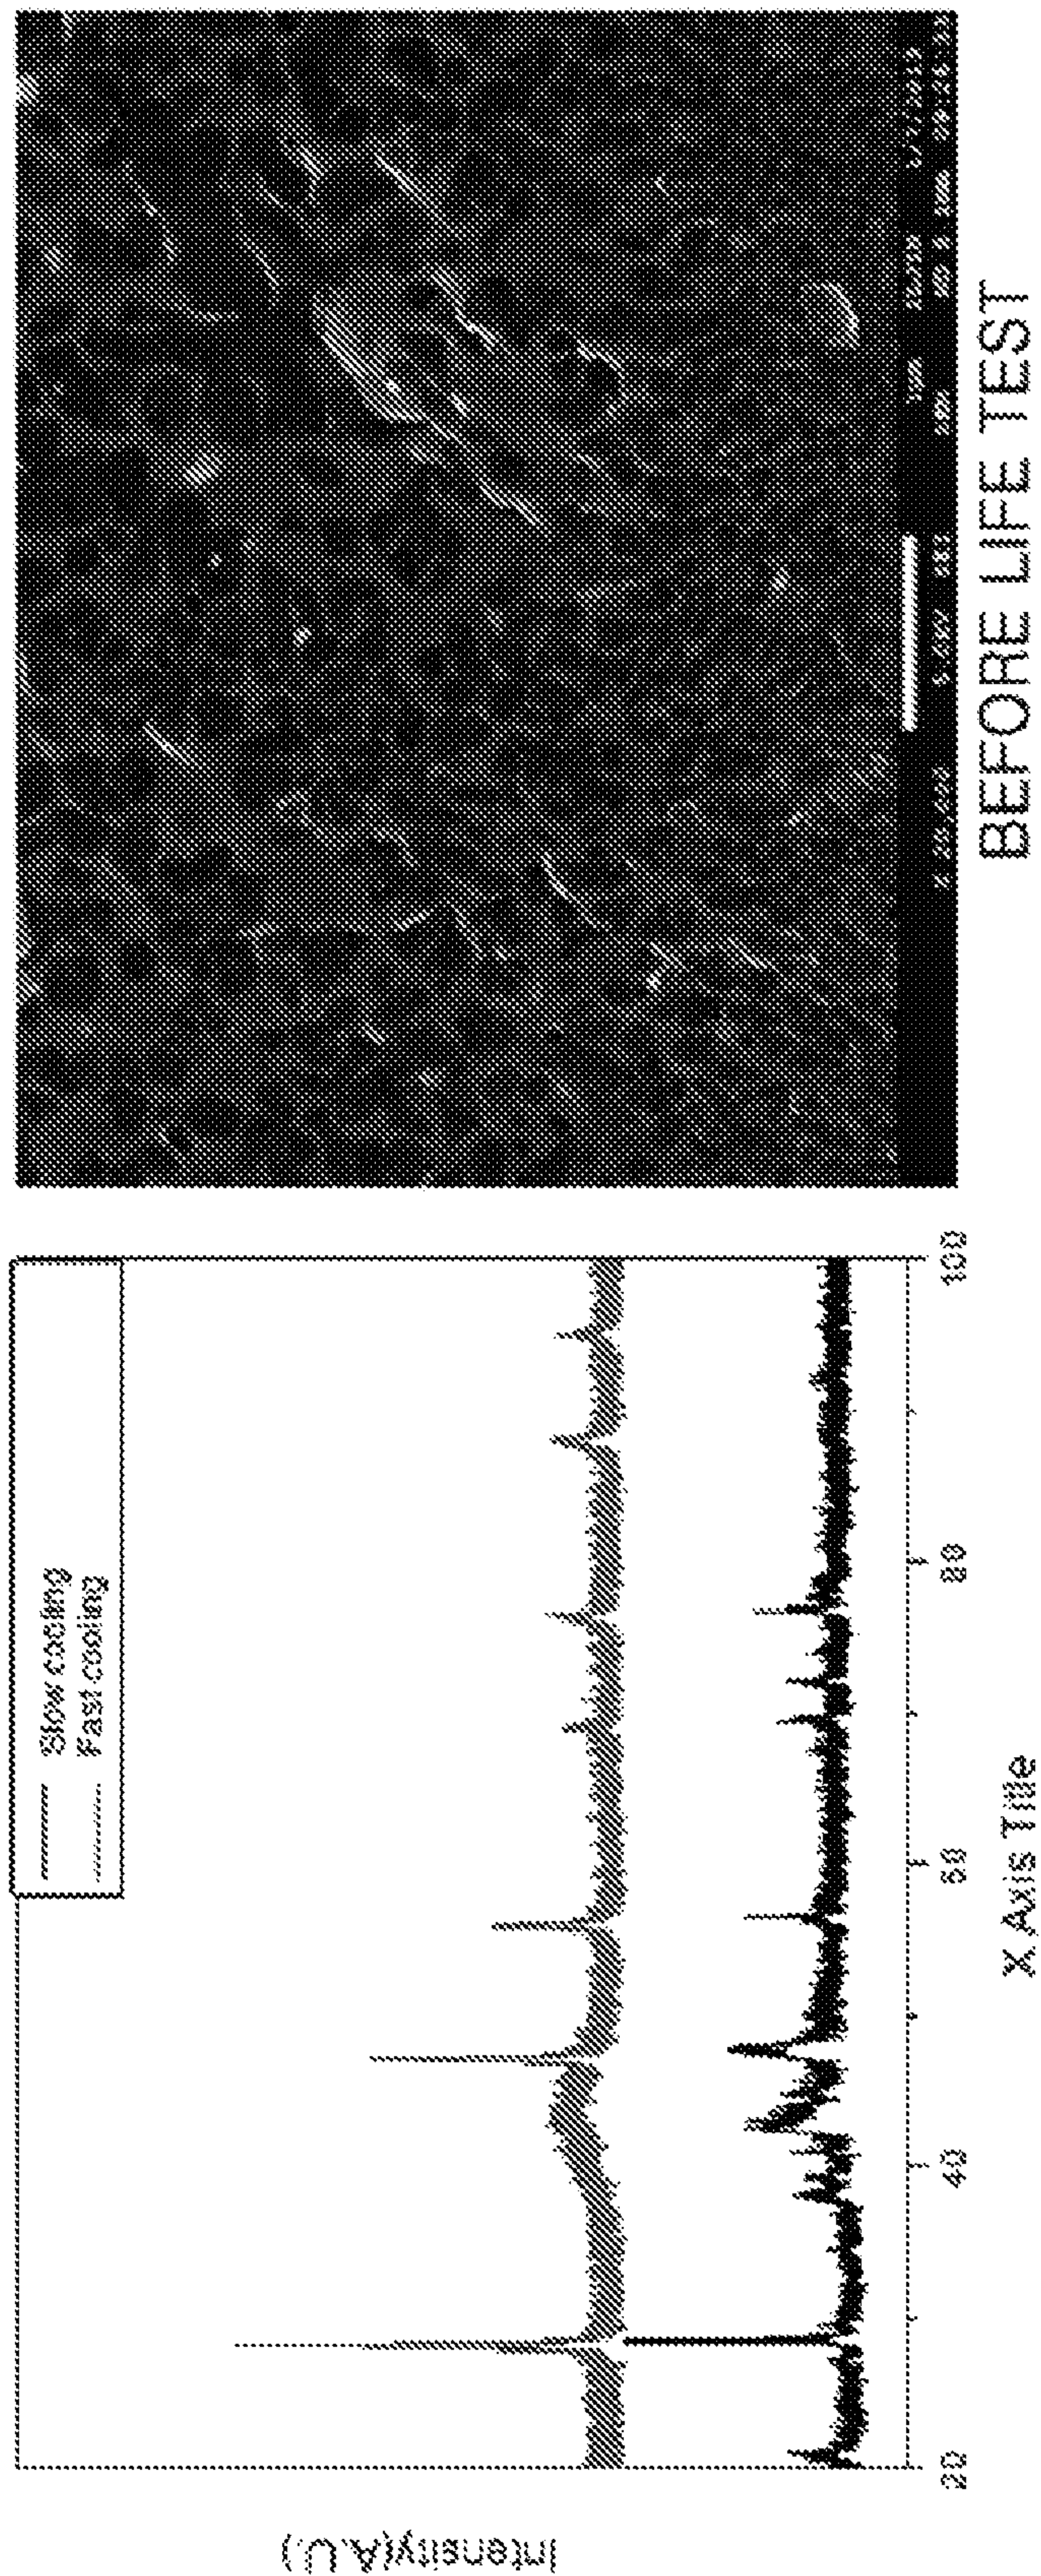 Slow cooling
Fast cooling
Intensity(A.U.)
20 40 60 80 100
X Axis Title
BEFORE LIFE TEST